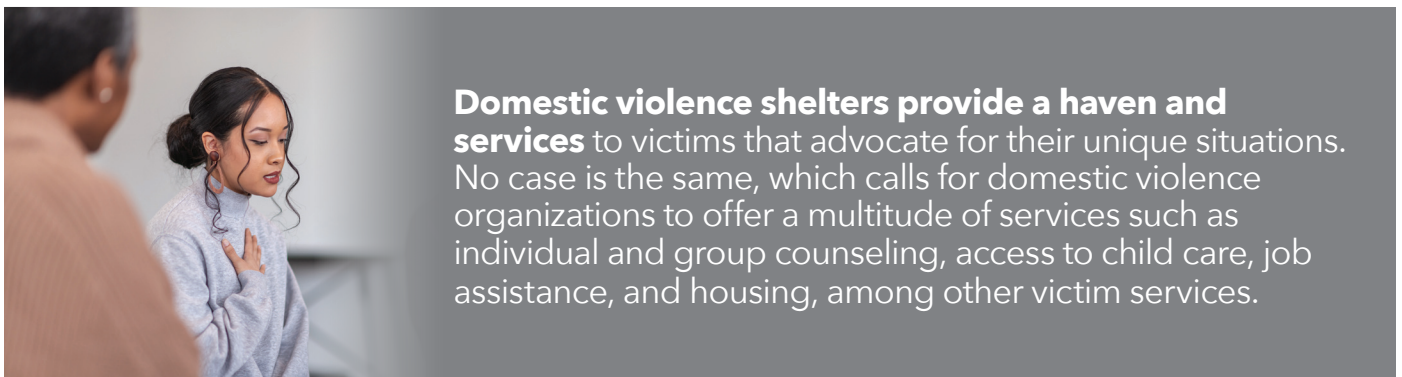 Domestic violence shelters provide a haven and
services to victims that advocate for their unique situations.
No case is the same, which calls for domestic violence
organizations to offer a multitude of services such as
individual and group counseling, access to child care, job
assistance, and housing, among other victim services.